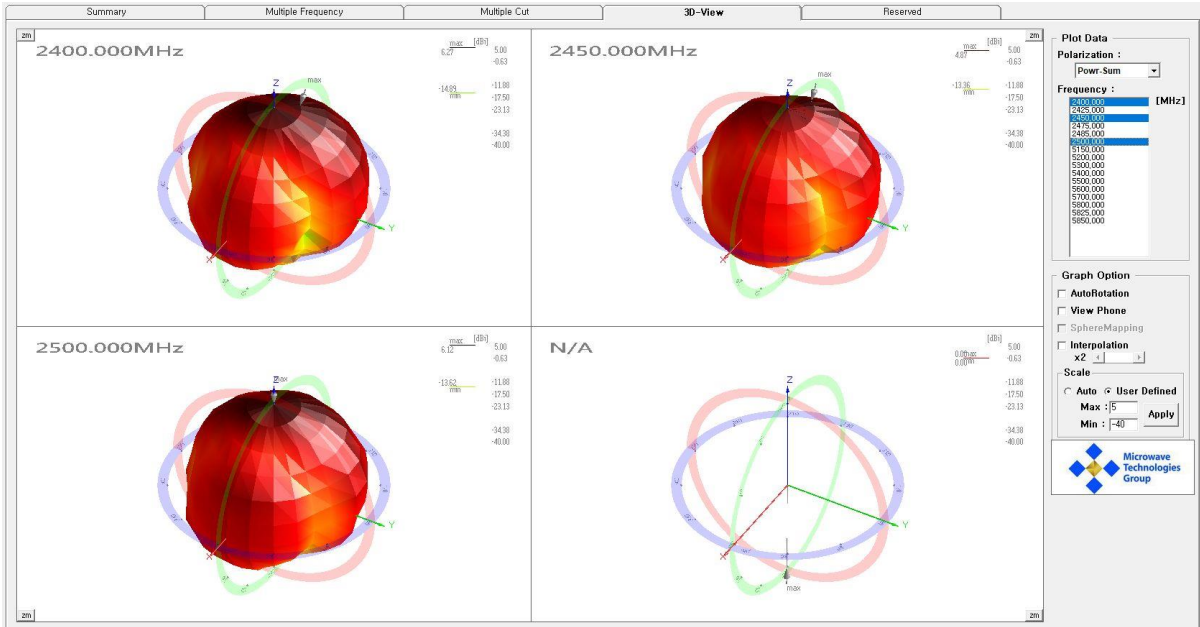 Summary
Multiple Frequency
Multiple Cut
3D-View
Reserved
zm
2400.000MHz
max [dBi]
6.27
5.00
-0.63
-14.89
min
-11.88
-17.50
-23.13
-34.38
-40.00
Z
max
X
Y
zm
2450.000MHz
max [dBi]
4.87
5.00
-0.63
-13.36
min
-11.88
-17.50
-23.13
-34.38
-40.00
Z
max
X
Y
2500.000MHz
max [dBi]
6.12
5.00
-0.63
-13.62
min
-11.88
-17.50
-23.13
-34.38
-40.00
Z
max
X
Y
zm
N/A
[dBi]
max
5.00
-0.63
-11.88
-17.50
-23.13
-34.38
-40.00
Z
X
Y
max
zm
Plot Data
Polarization :
Powr-Sum
Frequency :
[MHz]
2400,000
2425,000
2450,000
2475,000
2485,000
2500,000
5150,000
5200,000
5300,000
5400,000
5500,000
5600,000
5700,000
5800,000
5825,000
5850,000
Graph Option
AutoRotation
View Phone
SphereMapping
Interpolation
x2
Scale
Auto User Defined
Max : 5
Apply
Min : -40
Microwave
Technologies
Group